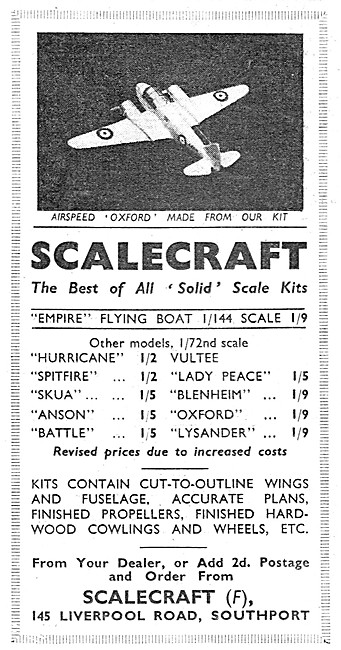 AIRSPEED 'OXFORD' MADE FROM OUR KIT
SCALECRAFT
The Best of All 'Solid' Scale Kits
"EMPIRE" FLYING BOAT 1/144 SCALE 1/9
Other models, 1/72nd scale
"HURRICANE" 1/2 VULTEE
"SPITFIRE" ... 1/2 "LADY PEACE" 1/5
"SKUA"... ... 1/5 "BLENHEIM" ... 1/9
"ANSON" ... 1/5 "OXFORD" ... 1/9
"BATTLE" ... 1/5 "LYSANDER" ... 1/9
Revised prices due to increased costs
KITS CONTAIN CUT-TO-OUTLINE WINGS
AND FUSELAGE, ACCURATE PLANS,
FINISHED PROPELLERS, FINISHED HARD-
WOOD COWLINGS AND WHEELS, ETC.
From Your Dealer, or Add 2d. Postage
and Order From
SCALECRAFT (F),
145 LIVERPOOL ROAD, SOUTHPORT